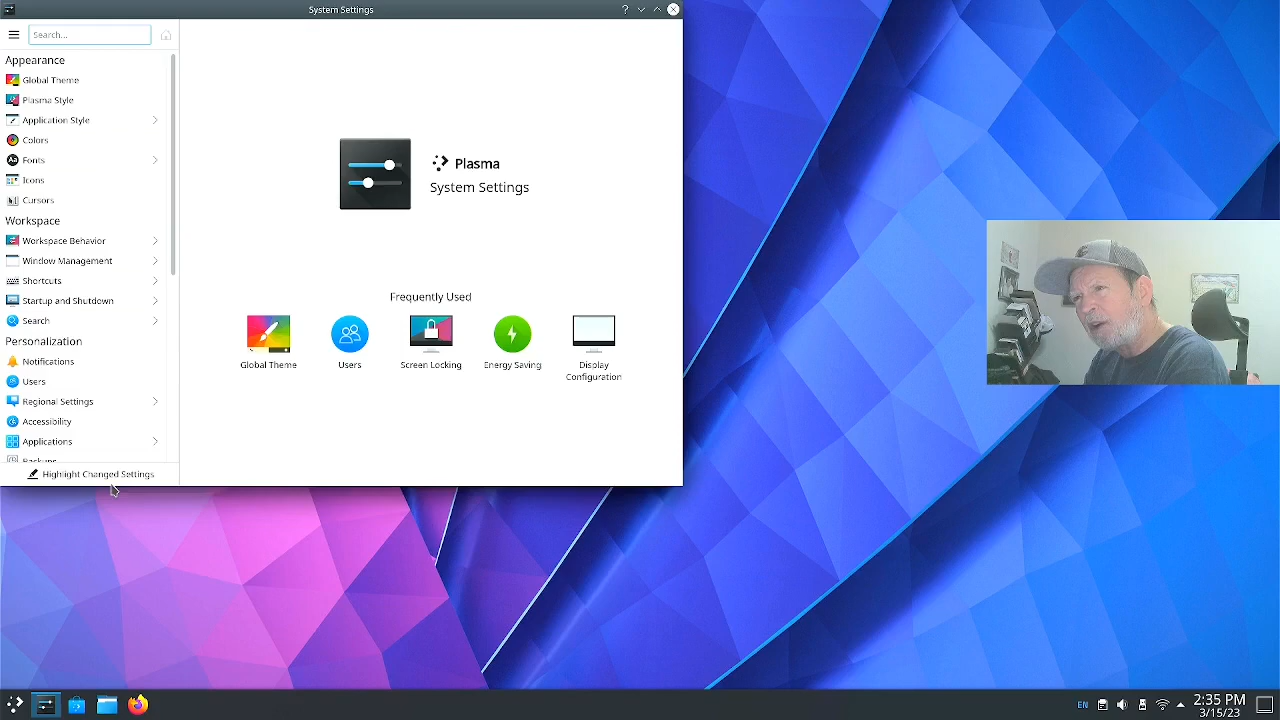 System Settings
Search...
Appearance
Global Theme
Plasma Style
Application Style
Colors
Fonts
Icons
Cursors
Workspace
Workspace Behavior
Window Management
Shortcuts
Startup and Shutdown
Search
Personalization
Notifications
Users
Regional Settings
Accessibility
Applications
Backups
Highlight Changed Settings
Plasma
System Settings
Frequently Used
Global Theme
Users
Screen Locking
Energy Saving
Display
Configuration
EN
2:35 PM
3/15/23